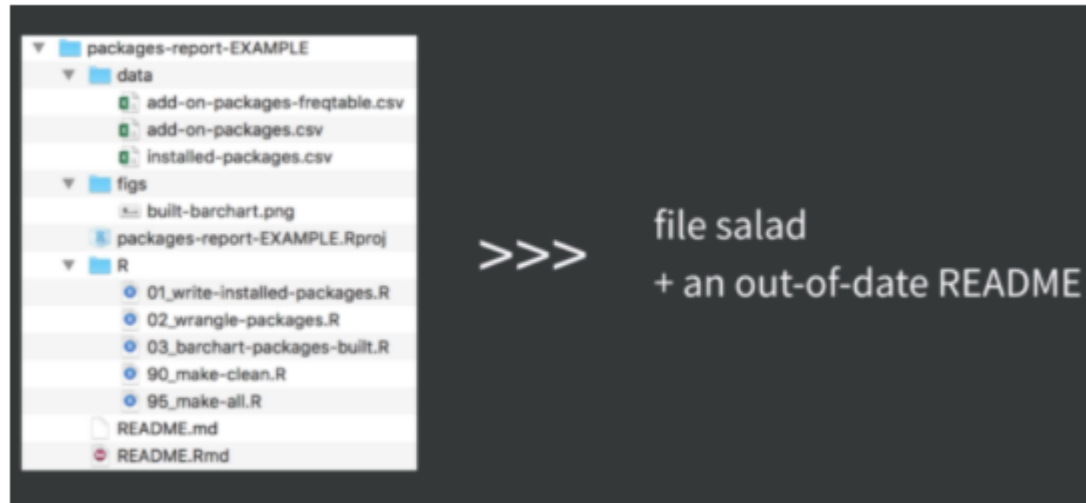 packages-report-EXAMPLE
data
add-on-packages-freqtable.csv
add-on-packages.csv
installed-packages.csv
figs
built-barchart.png
packages-report-EXAMPLE.Rproj
R
01_write-installed-packages.R
02_wrangle-packages.R
03_barchart-packages-built.R
90_make-clean.R
95_make-all.R
README.md
README.Rmd
>>>
file salad
+ an out-of-date README